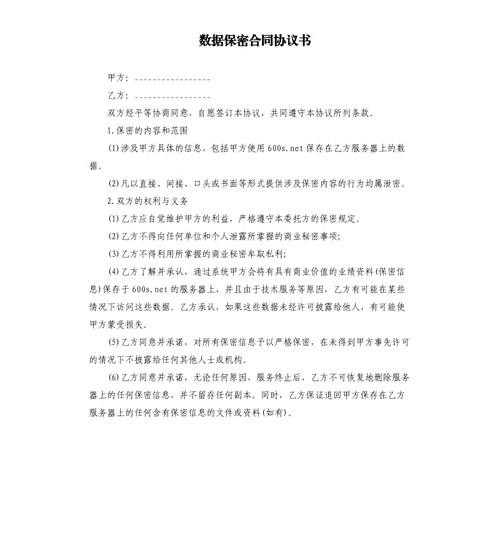 数据保密合同协议书
甲方：________________
乙方：________________
双方经平等协商同意，自愿签订本协议，共同遵守本协议所列条款。
1.保密的内容和范围
(1)涉及甲方具体的信息，包括甲方使用600s.net保存在乙方服务器上的数
据。
(2)凡以直接、间接、口头或书面等形式提供涉及保密内容的行为均属泄密。
2.双方的权利与义务
(1)乙方应自觉维护甲方的利益，严格遵守本委托方的保密规定。
(2)乙方不得向任何单位和个人泄露所掌握的商业秘密事项;
(3)乙方不得利用所掌握的商业秘密牟取私利;
(4)乙方了解并承认，通过系统甲方会将有具有商业价值的业绩资料(保密信
息)保存于600s.net的服务器上，并且由于技术服务等原因，乙方有可能在某些
情况下访问这些数据。乙方承认，如果这些数据未经许可披露给他人，有可能使
甲方蒙受损失。
(5)乙方同意并承诺，对所有保密信息予以严格保密，在未得到甲方事先许可
的情况下不披露给任何其他人士或机构。
(6)乙方同意并承诺，无论任何原因，服务终止后，乙方不可恢复地删除服务
器上的任何保密信息，并不留存任何副本。同时，乙方保证退回甲方保存在乙方
服务器上的任何含有保密信息的文件或资料(如有)。